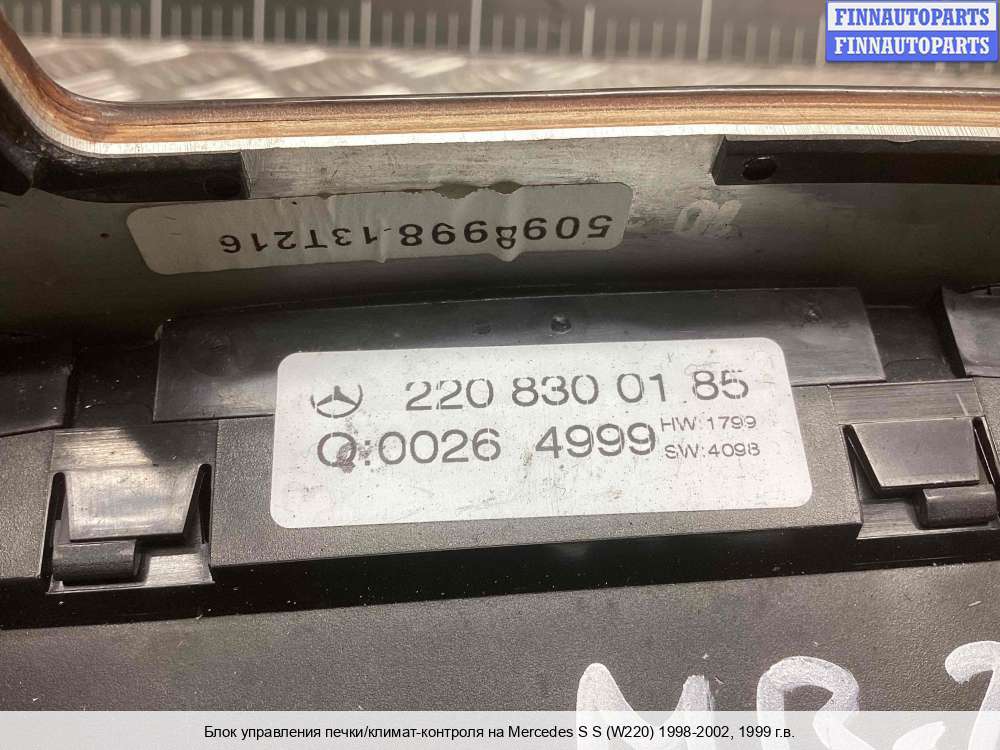 FINNAUTOPARTS
FINNAUTOPARTS
5098998-13T216
220 830 01 85
Q:0026 4999 HW:1799
SW:4098
Блок управления печки/климат-контроля на Mercedes S S (W220) 1998-2002, 1999 г.в.